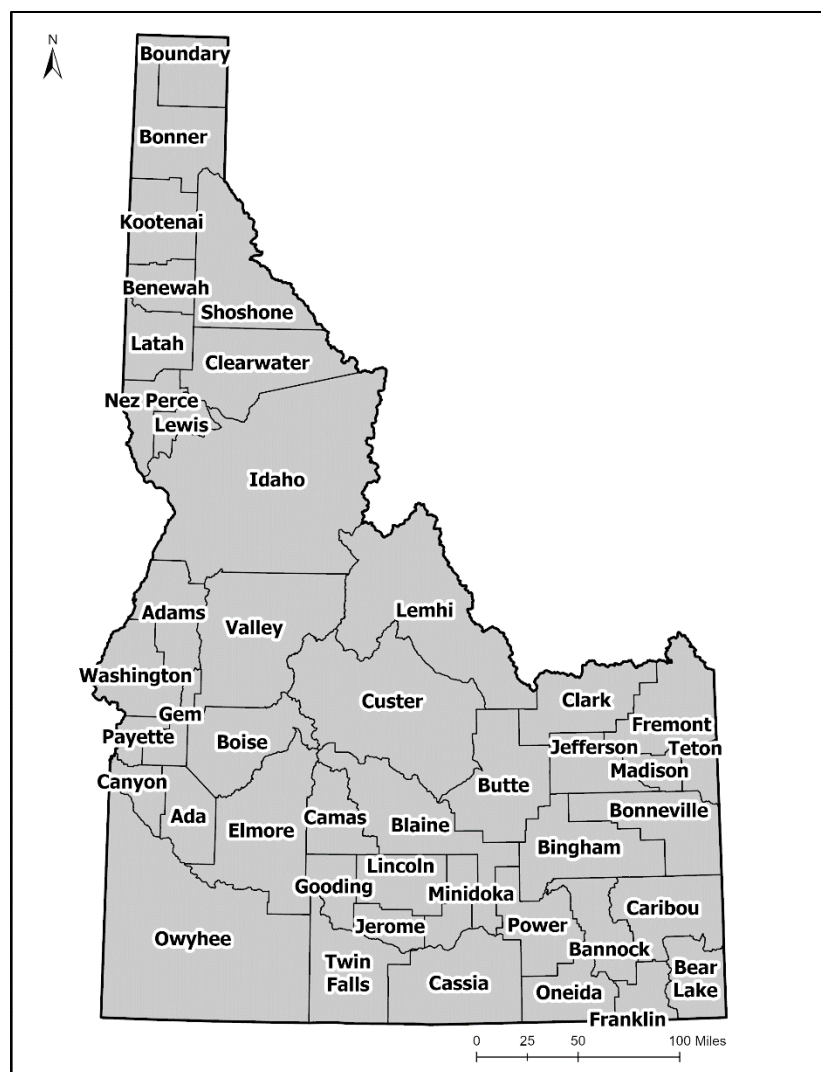 N
Boundary
Bonner
Kootenai
Benewah
Shoshone
Latah
Clearwater
Nez Perce
Lewis
Idaho
Adams
Valley
Lemhi
Washington
Custer
Clark
Gem
Fremont
Payette
Boise
Jefferson
Teton
Madison
Canyon
Butte
Ada
Elmore
Camas
Blaine
Bonneville
Bingham
Lincoln
Gooding
Minidoka
Caribou
Jerome
Power
Owyhee
Bannock
Twin
Falls
Cassia
Oneida
Bear
Lake
Franklin
0 25 50 100 Miles